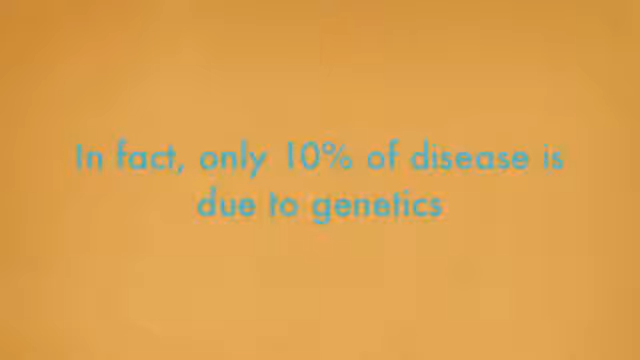 In fact, only 10% of disease is
due to genetics